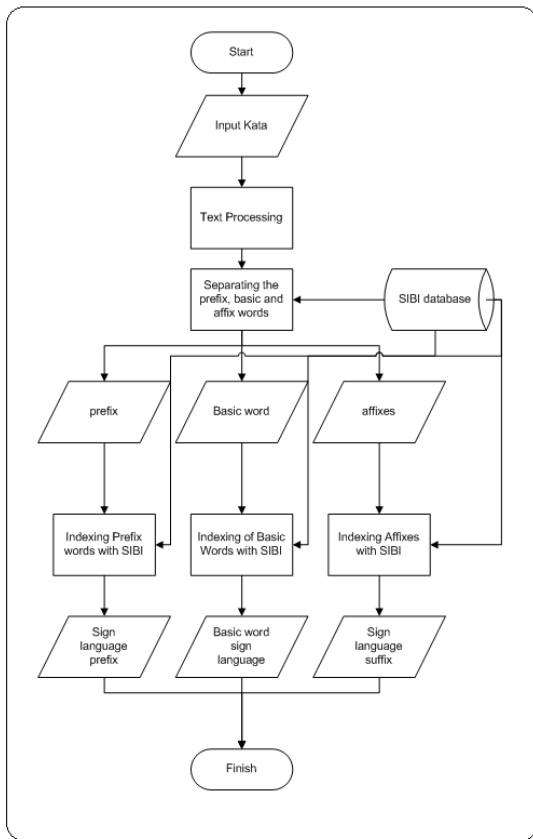 Start
Input Kata
Text Processing
Separating the
prefix, basic and
affix words
SIBI database
prefix
Basic word
affixes
Indexing Prefix
words with SIBI
Indexing of Basic
Words with SIBI
Indexing Affixes
with SIBI
Sign
language
prefix
Basic word
sign
language
Sign
language
suffix
Finish